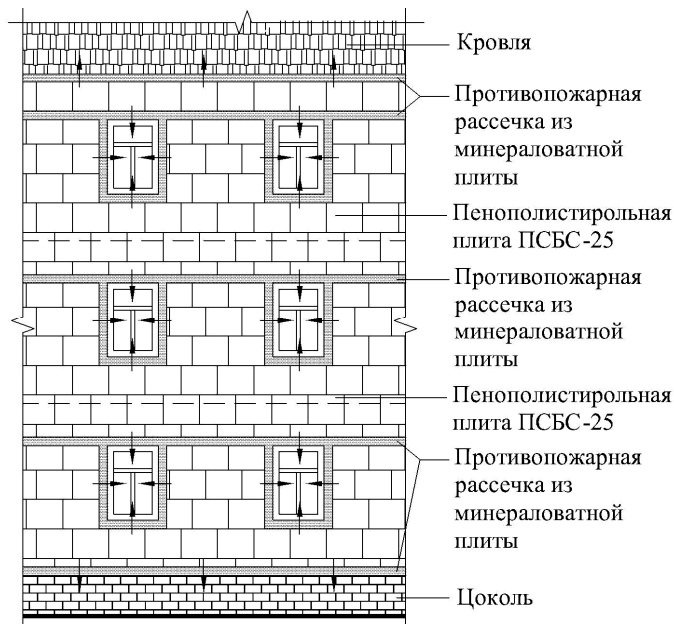 Кровля
Противопожарная
рассечка из
минераловатной
плиты
Пенополистирольная
плита ПСБС-25
Противопожарная
рассечка из
минераловатной
плиты
Пенополистирольная
плита ПСБС-25
Противопожарная
рассечка из
минераловатной
плиты
Цоколь